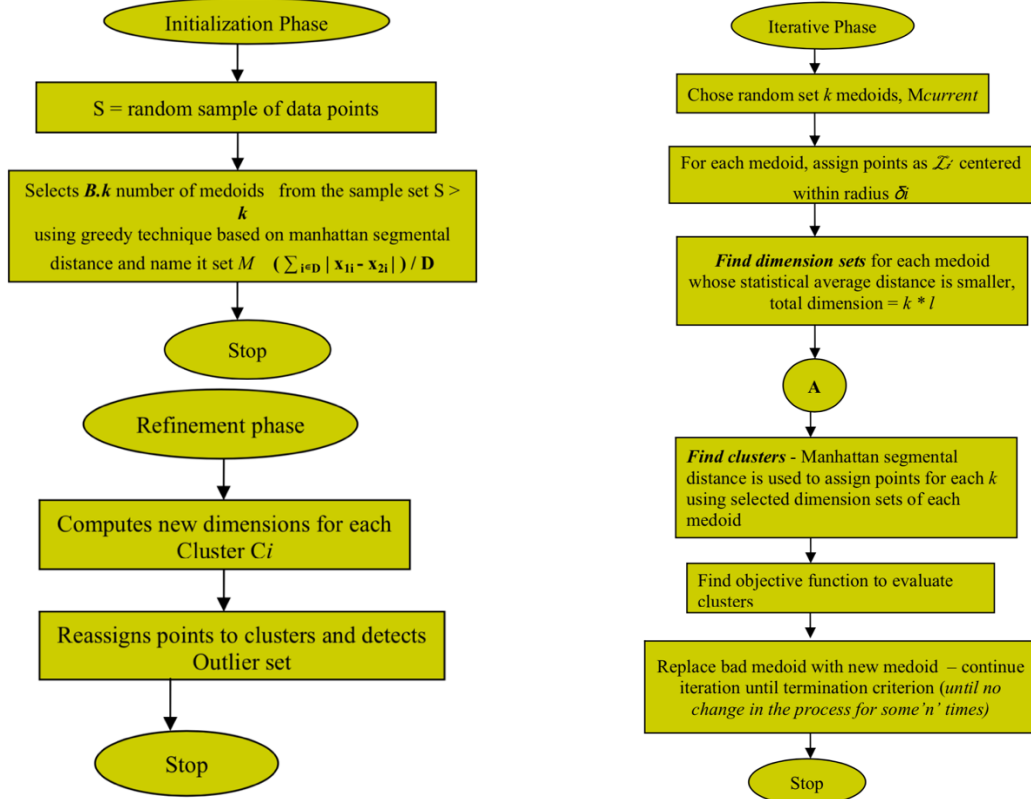 Initialization Phase
S = random sample of data points
Selects B.k number of medoids from the sample set S >
k
using greedy technique based on manhattan segmental
distance and name it set M ( ∑ i∈D | x1i - x2i | ) / D
Stop
Refinement phase
Computes new dimensions for each
Cluster Ci
Reassigns points to clusters and detects
Outlier set
Stop
Iterative Phase
Chose random set k medoids, Mcurrent
For each medoid, assign points as ℒi centered
within radius δi
Find dimension sets for each medoid
whose statistical average distance is smaller,
total dimension = k * l
A
Find clusters - Manhattan segmental
distance is used to assign points for each k
using selected dimension sets of each
medoid
Find objective function to evaluate
clusters
Replace bad medoid with new medoid – continue
iteration until termination criterion (until no
change in the process for some'n' times)
Stop